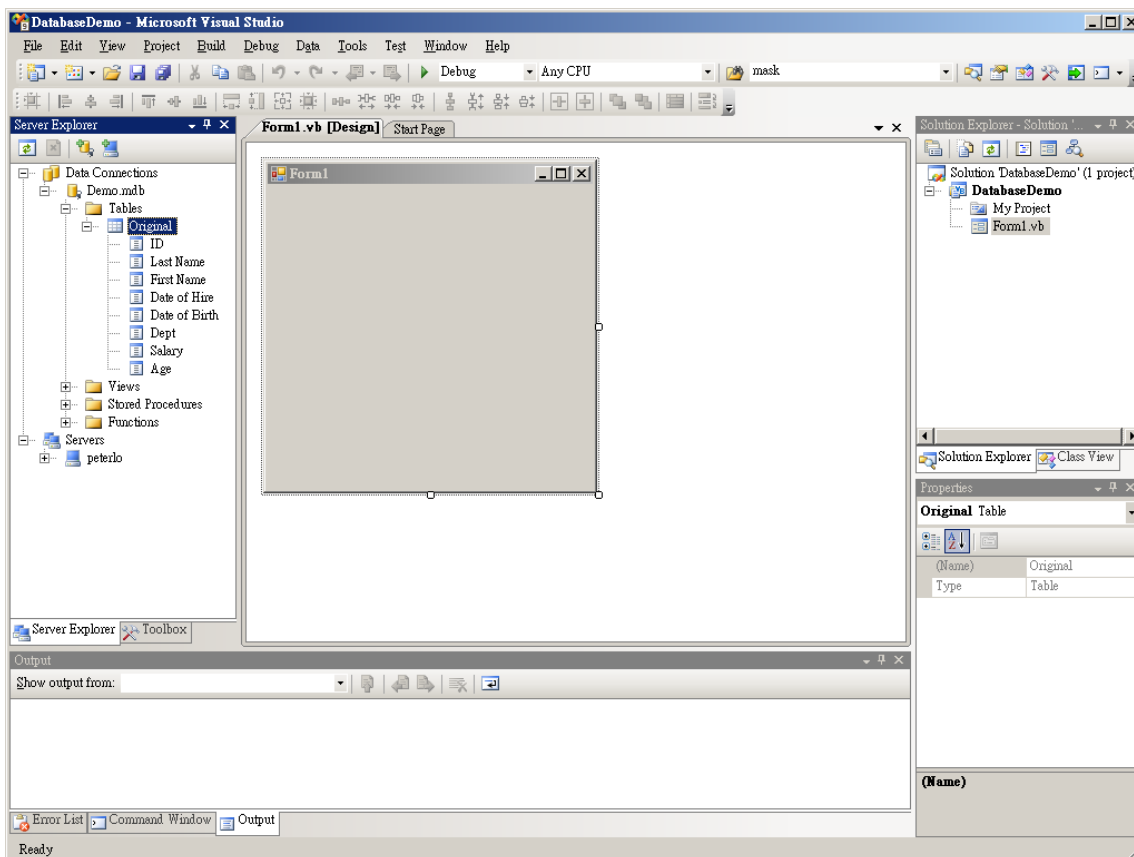 DatabaseDemo - Microsoft Visual Studio
File Edit View Project Build Debug Data Tools Test Window Help
Debug Any CPU mask
Server Explorer
Form1.vb [Design] Start Page
Solution Explorer - Solution '...
Data Connections
Demo.mdb
Tables
Original
ID
Last Name
First Name
Date of Hire
Date of Birth
Dept
Salary
Age
Views
Stored Procedures
Functions
Servers
peterlo
Server Explorer Toolbox
Form1
Solution 'DatabaseDemo' (1 project)
DatabaseDemo
My Project
Form1.vb
Solution Explorer Class View
Properties
Original Table
(Name) Original
Type Table
(Name)
Output
Show output from:
Error List Command Window Output
Ready